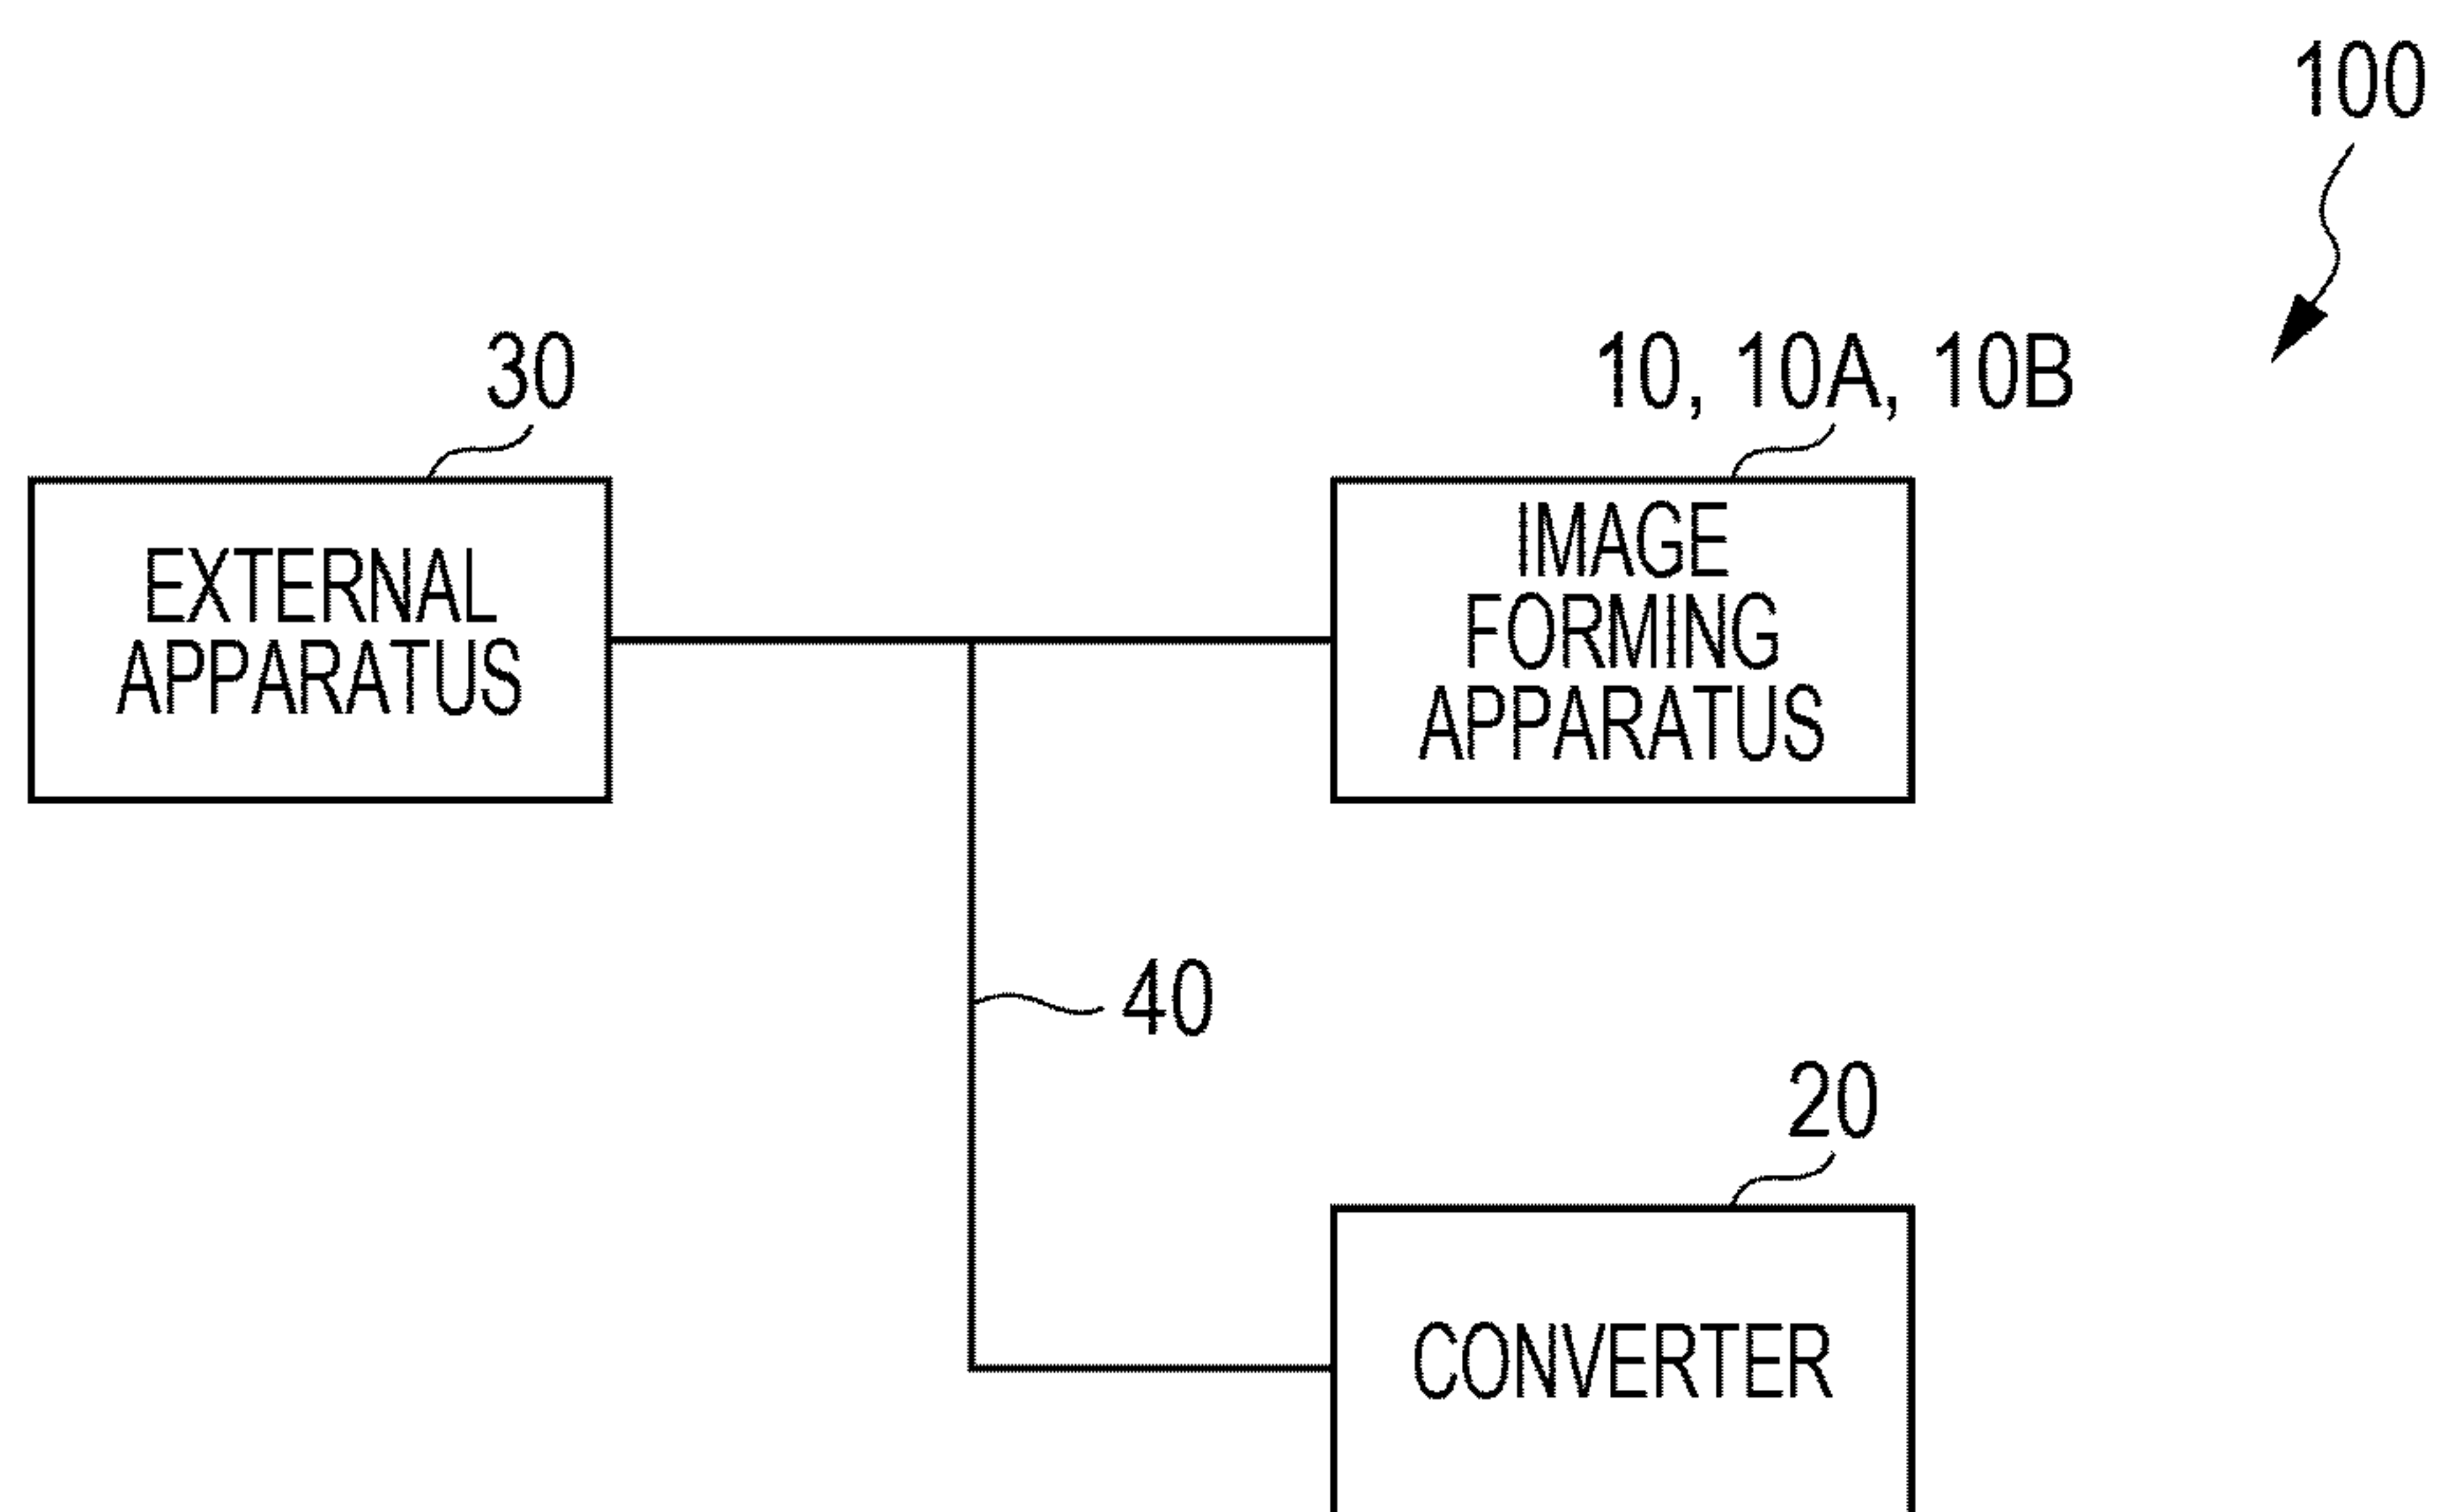 100
30
10, 10A, 10B
EXTERNAL
APPARATUS
IMAGE
FORMING
APPARATUS
40
20
CONVERTER